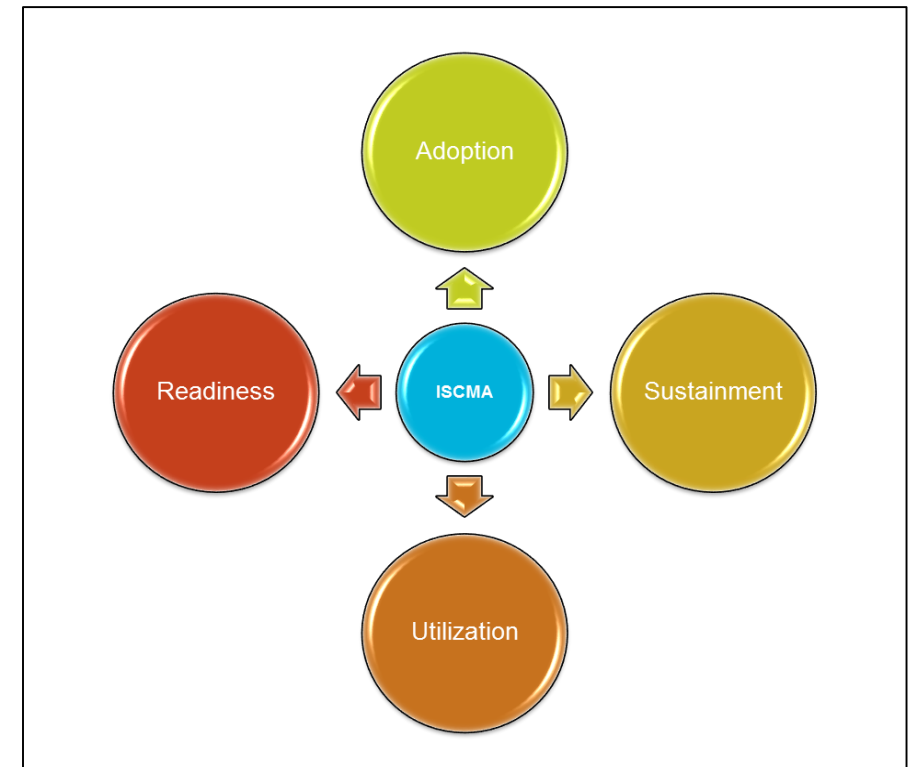 Adoption
Readiness
ISCMA
Sustainment
Utilization